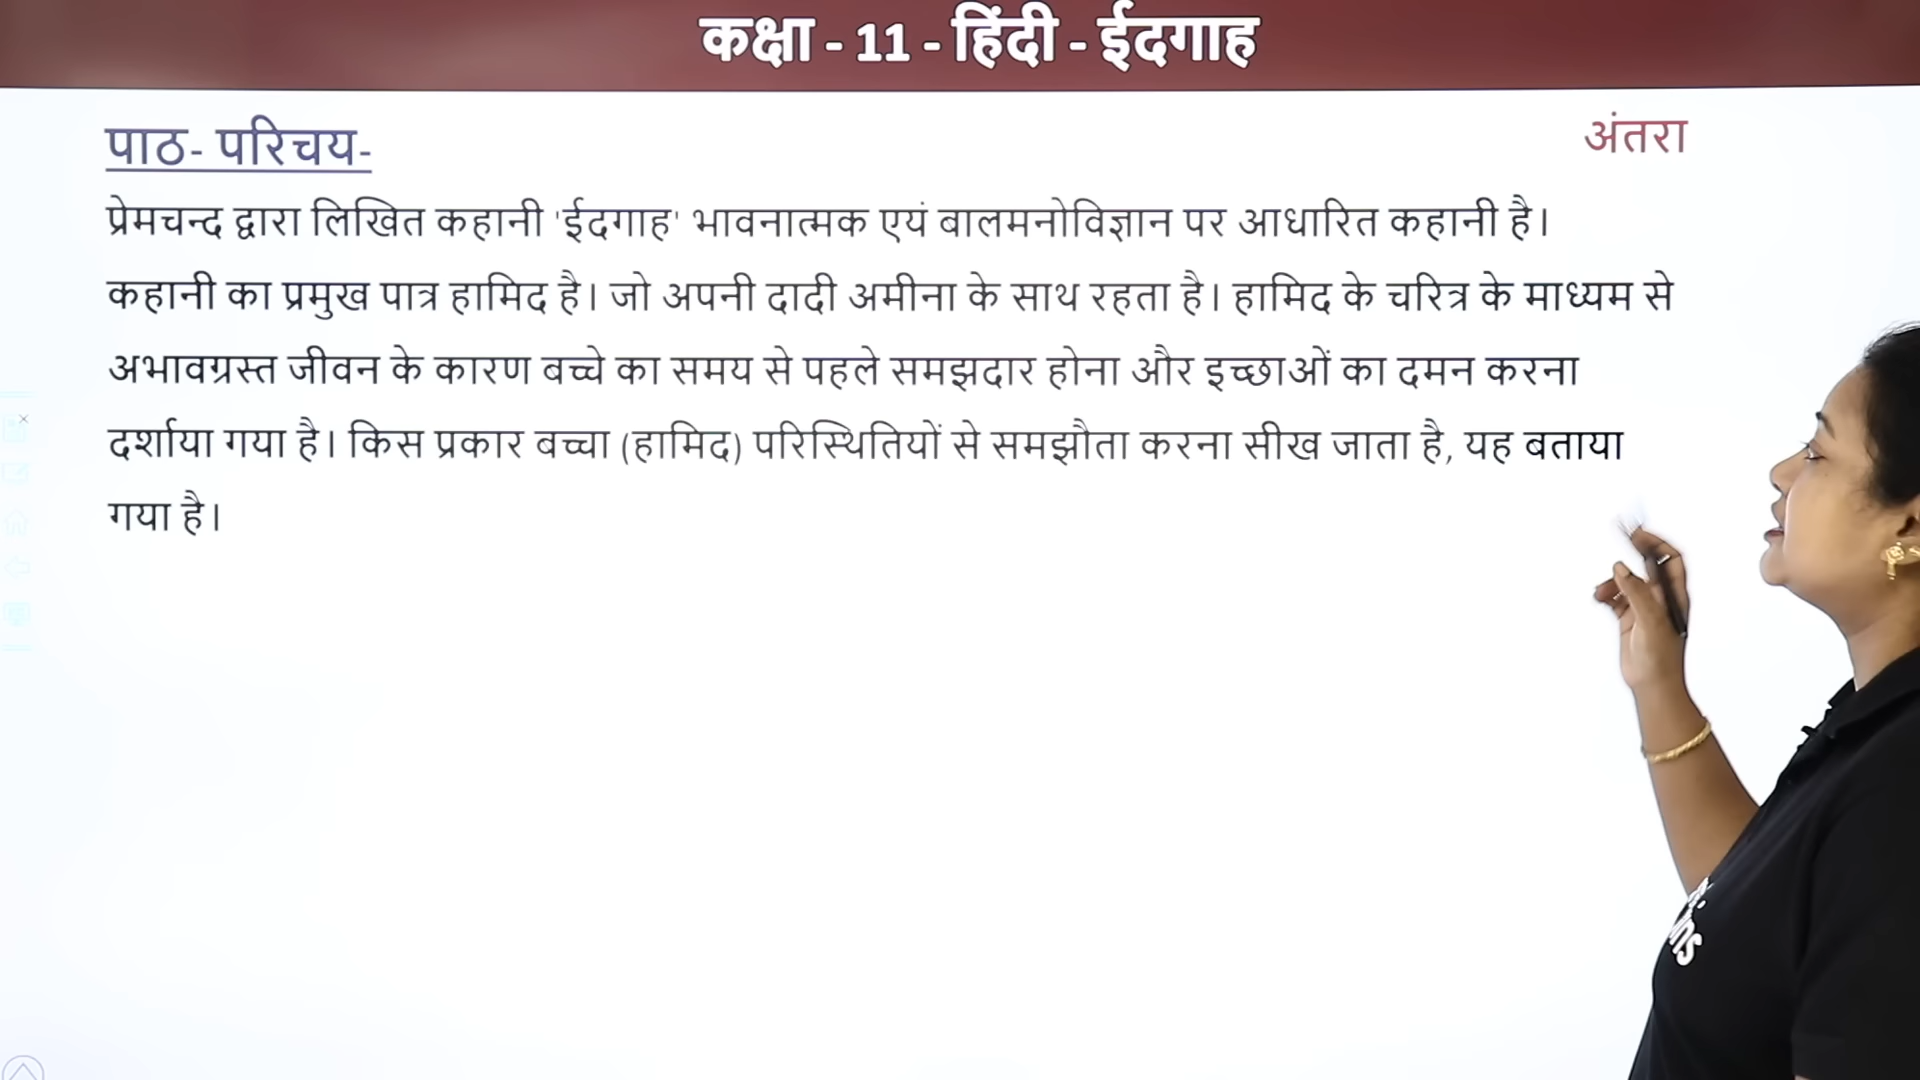 कक्षा - 11 - हिंदी - ईदगाह
पाठ- परिचय-
अंतरा
प्रेमचन्द द्वारा लिखित कहानी 'ईदगाह' भावनात्मक एयं बालमनोविज्ञान पर आधारित कहानी है।
कहानी का प्रमुख पात्र हामिद है। जो अपनी दादी अमीना के साथ रहता है। हामिद के चरित्र के माध्यम से
अभावग्रस्त जीवन के कारण बच्चे का समय से पहले समझदार होना और इच्छाओं का दमन करना
दर्शाया गया है। किस प्रकार बच्चा (हामिद) परिस्थितियों से समझौता करना सीख जाता है, यह बताया
गया है।